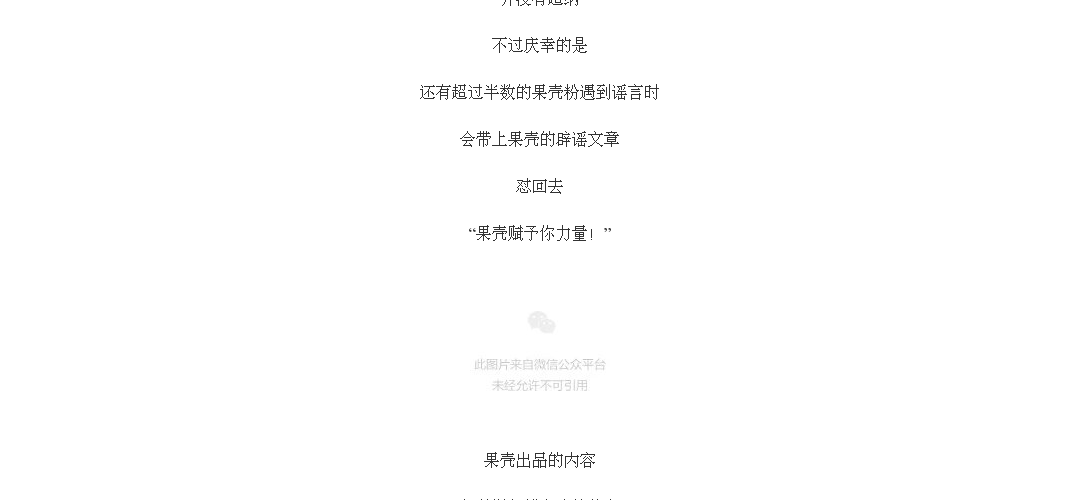 不过庆幸的是
还有超过半数的果壳粉遇到谣言时
会带上果壳的辟谣文章
怼回去
“果壳赋予你力量！”
此图片来自微信公众平台
未经允许不可引用
果壳出品的内容